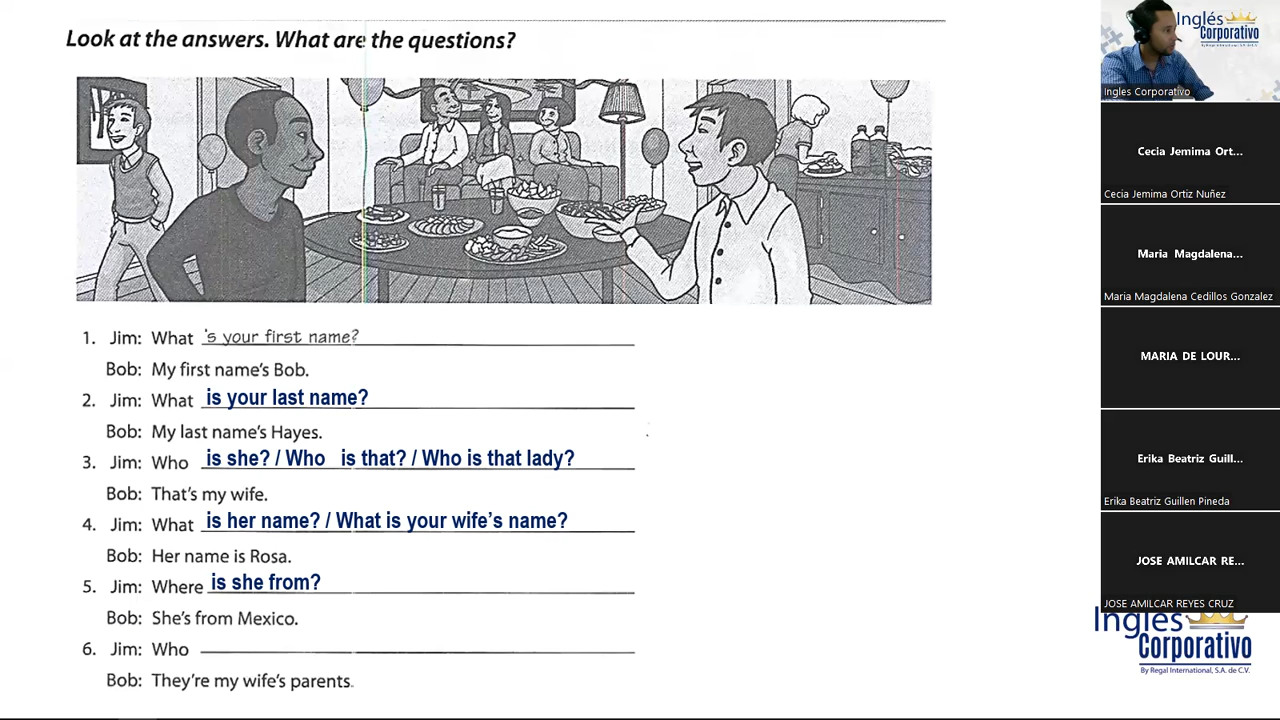 Look at the answers. What are the questions?
1. Jim: What 's your first name?
Bob: My first name's Bob.
2. Jim: What is your last name?
Bob: My last name's Hayes.
3. Jim: Who is she? / Who is that? / Who is that lady?
Bob: That's my wife.
4. Jim: What is her name? / What is your wife's name?
Bob: Her name is Rosa.
5. Jim: Where is she from?
Bob: She's from Mexico.
6. Jim: Who
Bob: They're my wife's parents.
Inglés
Corporativo
By Regal International, S.A. de C.V.
Ingles Corporativo
Cecia Jemima Ort...
Cecia Jemima Ortiz Nuñez
Maria Magdalena...
Maria Magdalena Cedillos Gonzalez
MARIA DE LOUR...
Erika Beatriz Guill...
Erika Beatriz Guillen Pineda
JOSE AMILCAR RE...
JOSE AMILCAR REYES CRUZ
Inglés
Corporativo
By Regal International, S.A. de C.V.